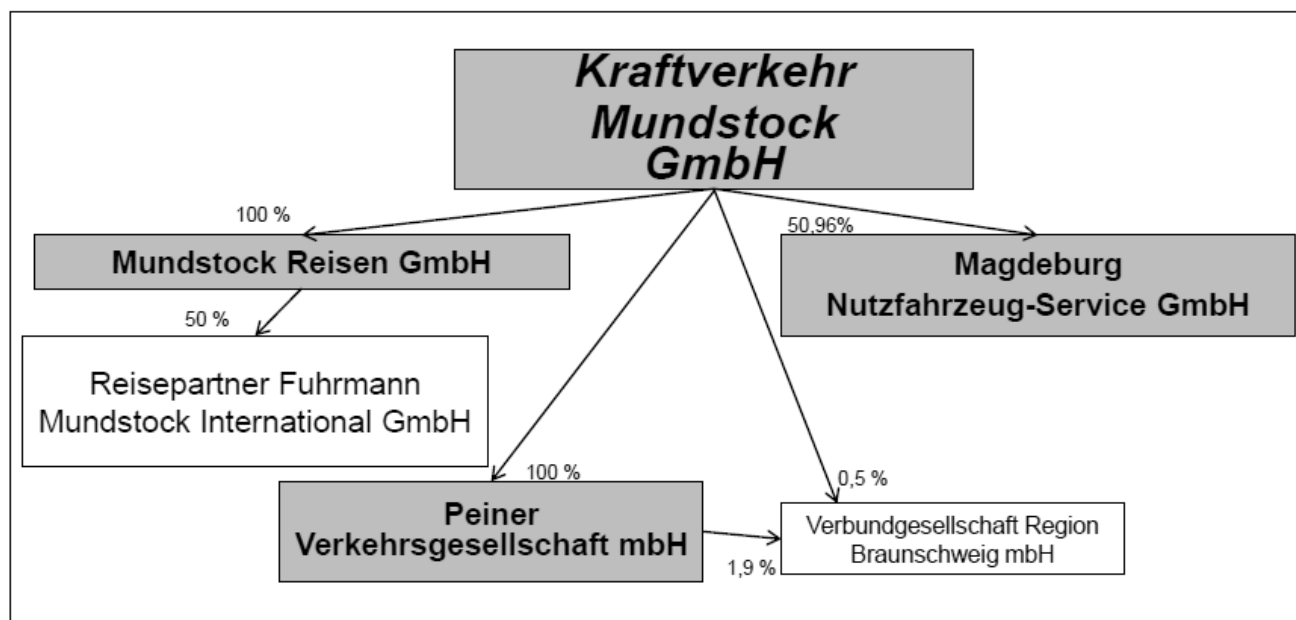 Kraftverkehr
Mundstock
GmbH
100 %
50,96%
Mundstock Reisen GmbH
Magdeburg
Nutzfahrzeug-Service GmbH
50 %
Reisepartner Fuhrmann
Mundstock International GmbH
100 %
0,5 %
Peiner
Verkehrsgesellschaft mbH
Verbundgesellschaft Region
Braunschweig mbH
1,9 %